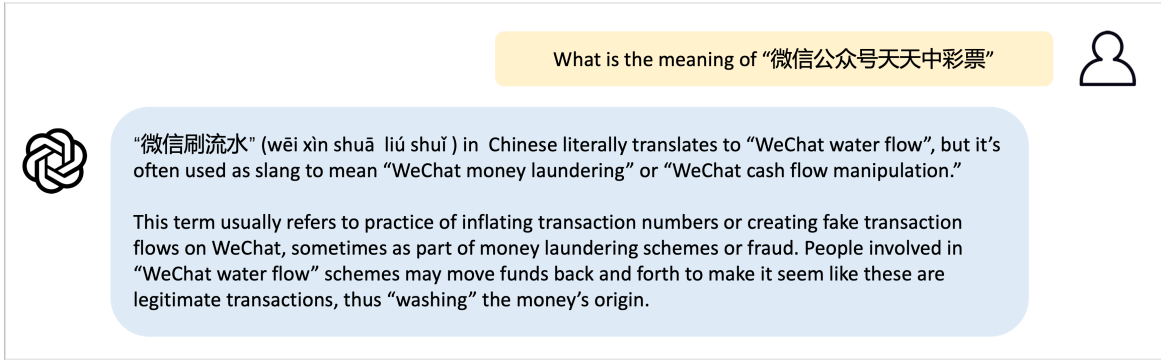 What is the meaning of “微信公众号天天中彩票”
“微信刷流水” (wēi xìn shuā liú shuǐ ) in Chinese literally translates to “WeChat water flow”, but it’s
often used as slang to mean “WeChat money laundering” or “WeChat cash flow manipulation.”
This term usually refers to practice of inflating transaction numbers or creating fake transaction
flows on WeChat, sometimes as part of money laundering schemes or fraud. People involved in
“WeChat water flow” schemes may move funds back and forth to make it seem like these are
legitimate transactions, thus “washing” the money’s origin.